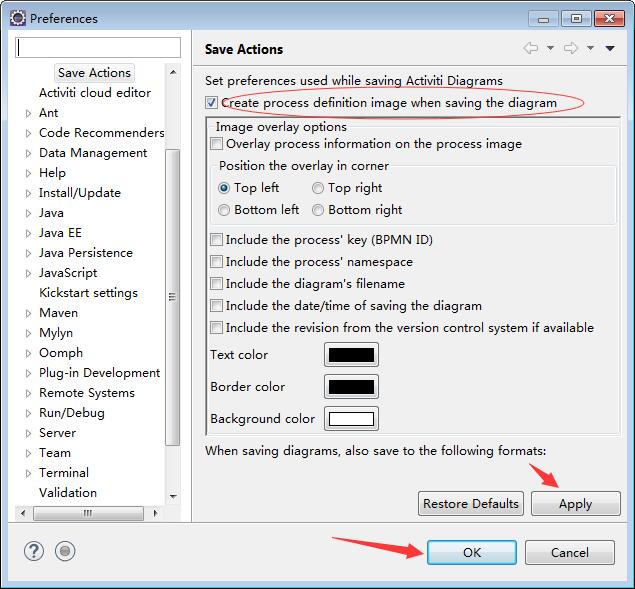 Preferences
Save Actions
Activiti cloud editor
Ant
Code Recommenders
Data Management
Help
Install/Update
Java
Java EE
Java Persistence
JavaScript
Kickstart settings
Maven
Mylyn
Oomph
Plug-in Development
Remote Systems
Run/Debug
Server
Team
Terminal
Validation
Save Actions
Set preferences used while saving Activiti Diagrams
Create process definition image when saving the diagram
Image overlay options
Overlay process information on the process image
Position the overlay in corner
Top left Top right
Bottom left Bottom right
Include the process' key (BPMN ID)
Include the process' namespace
Include the diagram's filename
Include the date/time of saving the diagram
Include the revision from the version control system if available
Text color
Border color
Background color
When saving diagrams, also save to the following formats:
Restore Defaults Apply
? OK Cancel